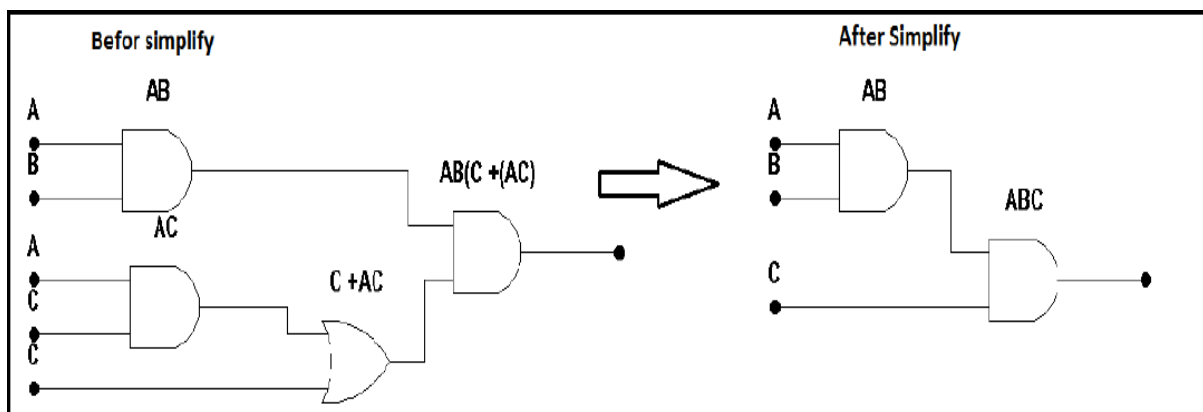 Befor simplify
AB
A
B
AC
A
C
C
C +AC
AB(C +(AC)
After Simplify
AB
A
B
ABC
C